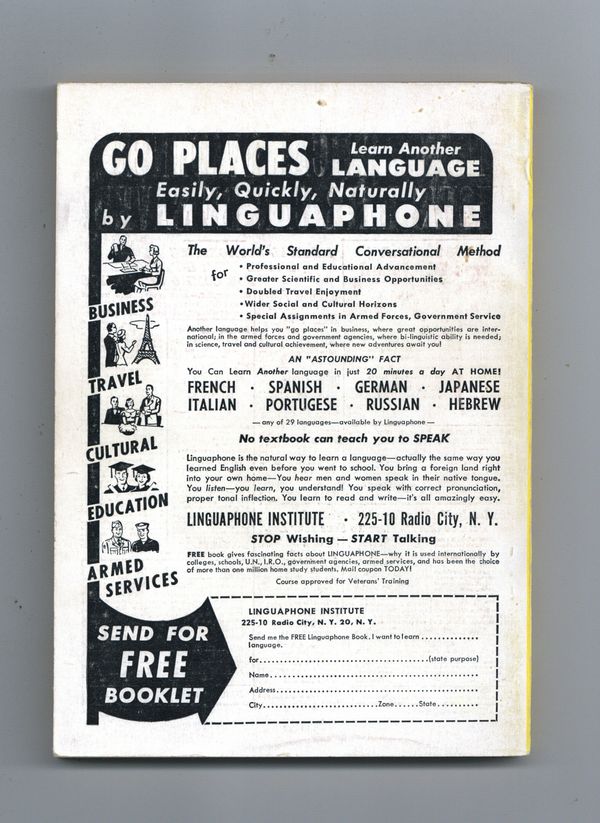 GO PLACES Learn Another LANGUAGE
Easily, Quickly, Naturally
by LINGUAPHONE
The World's Standard Conversational Method
for
• Professional and Educational Advancement
• Greater Scientific and Business Opportunities
• Doubled Travel Enjoyment
• Wider Social and Cultural Horizons
• Special Assignments in Armed Forces, Government Service
BUSINESS
TRAVEL
CULTURAL
EDUCATION
ARMED SERVICES
Another language helps you "go places" in business, where great opportunities are inter-
national; in the armed forces and government agencies, where bi-linguistic ability is needed;
in science, travel and cultural achievement, where new adventures await you!
AN "ASTOUNDING" FACT
You Can Learn Another language in just 20 minutes a day AT HOME!
FRENCH · SPANISH · GERMAN · JAPANESE
ITALIAN · PORTUGESE · RUSSIAN · HEBREW
— any of 29 languages—available by Linguaphone —
No textbook can teach you to SPEAK
Linguaphone is the natural way to learn a language—actually the same way you
learned English even before you went to school. You bring a foreign land right
into your own home—You hear men and women speak in their native tongue.
You listen—you learn, you understand! You speak with correct pronunciation,
proper tonal inflection. You learn to read and write—it's all amazingly easy.
LINGUAPHONE INSTITUTE · 225-10 Radio City, N. Y.
STOP Wishing — START Talking
FREE book gives fascinating facts about LINGUAPHONE—why it is used internationally by
colleges, schools, U.N., I.R.O., government agencies, armed services, and has been the choice
of more than one million home study students. Mail coupon TODAY!
Course approved for Veterans' Training
SEND FOR
FREE
BOOKLET
LINGUAPHONE INSTITUTE
225-10 Radio City, N. Y. 20, N. Y.
Send me the FREE Linguaphone Book. I want to learn ..............
language.
for..........................................(state purpose)
Name..................................................
Address................................................
City............................Zone.....State..........